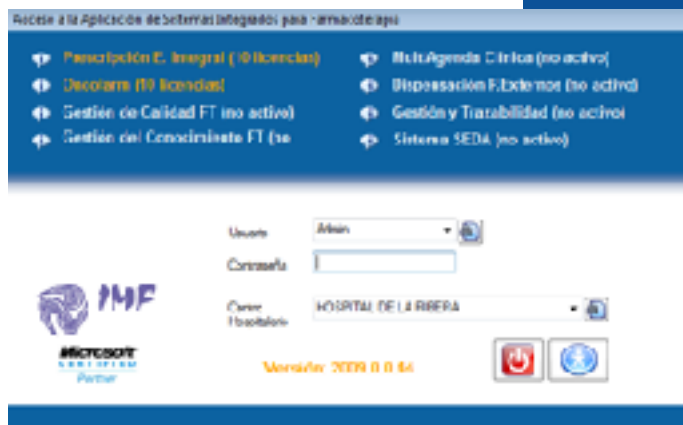 Acceso a la Aplicación de Sistemas Integrados para Farmacoterapia
Prescripción E. Integral (10 licencias)
Oncofarm (10 licencias)
Gestión de Calidad FT (no activo)
Gestión del Conocimiento FT (no
MultiAgenda Clínica (no activo)
Dispensación P.Externos (no activo)
Gestión y Trazabilidad (no activo)
Sistema SEDA (no activo)
Usuario
Admin
Contraseña
Centro
Hospitalario
HOSPITAL DE LA RIBERA
IMF
Microsoft
CERTIFIED
Partner
Versión: 2009.0.0